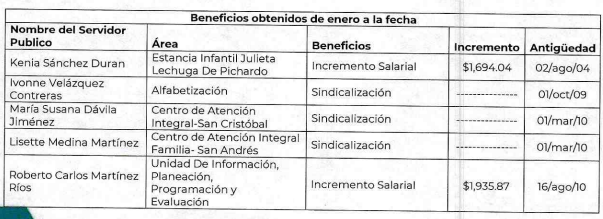 Beneficios obtenidos de enero a la fecha
Nombre del Servidor Publico | Área | Beneficios | Incremento | Antigüedad
Kenia Sánchez Duran | Estancia Infantil Julieta Lechuga De Pichardo | Incremento Salarial | $1,694.04 | 02/ago/04
Ivonne Velázquez Contreras | Alfabetización | Sindicalización | --------------- | 01/oct/09
María Susana Dávila Jiménez | Centro de Atención Integral-San Cristóbal | Sindicalización | --------------- | 01/mar/10
Lisette Medina Martínez | Centro de Atención Integral Familia- San Andrés | Sindicalización | --------------- | 01/mar/10
Roberto Carlos Martínez Ríos | Unidad De Información, Planeación, Programación y Evaluación | Incremento Salarial | $1,935.87 | 16/ago/10